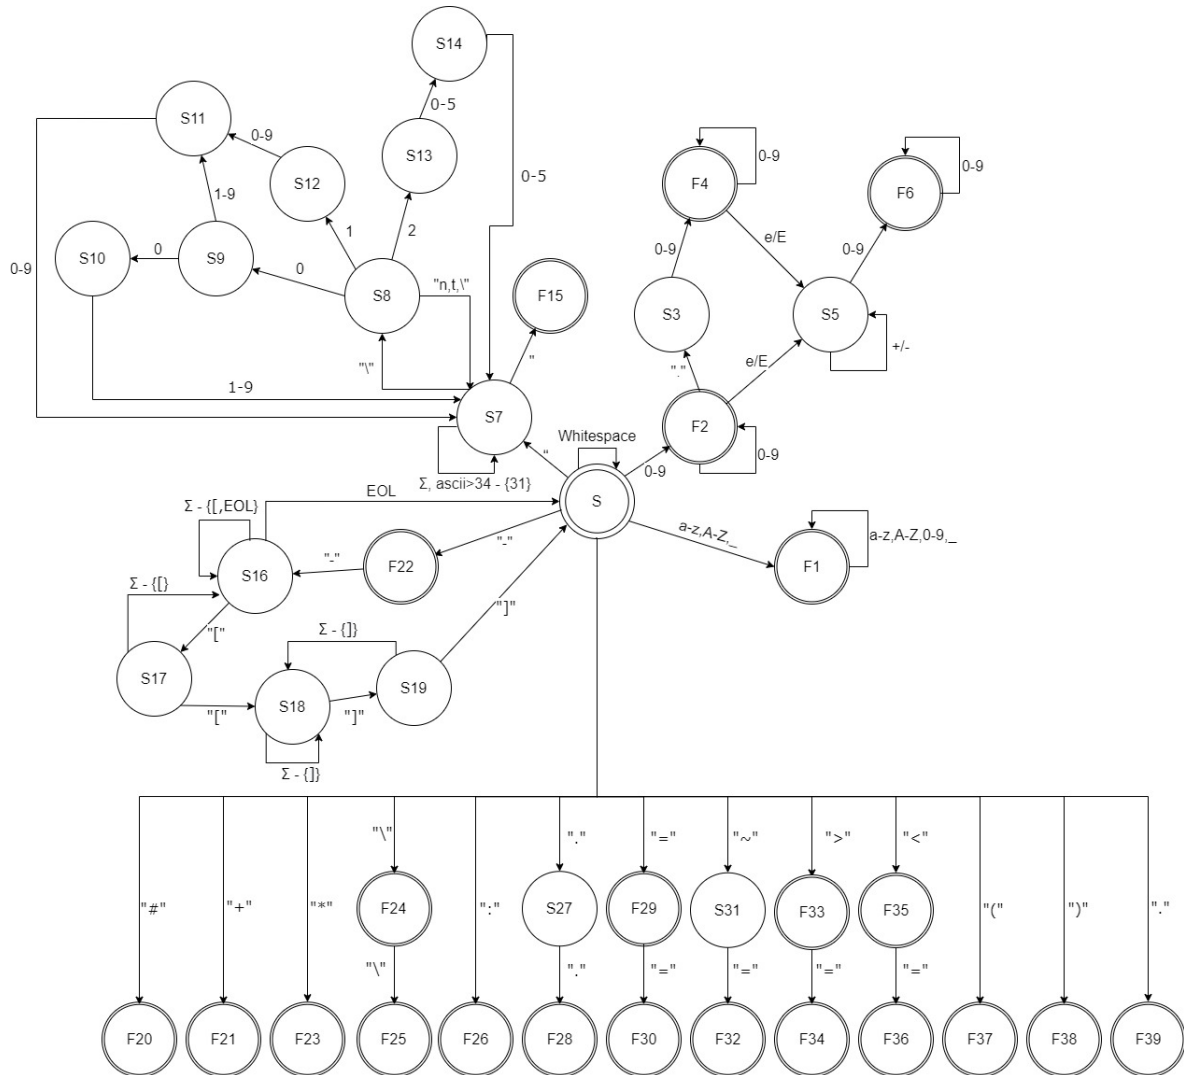 S14
0-5
S11
0-9
S13
S12
F4
0-9
F6
0-9
0-5
1-9
1
2
e/E
0-9
0-9
S10
0
S9
0
S8
"n,t,\"
F15
S3
S5
0-9
"\"
"
"."
e/E
+/-
1-9
S7
Whitespace
F2
"
0-9
0-9
Σ, ascii>34 - {31}
EOL
S
Σ - {[,EOL}
"-"
a-z,A-Z,_
a-z,A-Z,0-9,_
S16
"-"
F22
F1
Σ - {[}
"["
"]"
Σ - {]}
S17
S18
S19
"["
"]"
Σ - {]}
"\"
"."
"="
"~"
">"
"<"
"#"
"+"
"*"
F24
":"
S27
F29
S31
F33
F35
"("
")"
"."
"\"
"."
"="
"="
"="
"="
F20
F21
F23
F25
F26
F28
F30
F32
F34
F36
F37
F38
F39